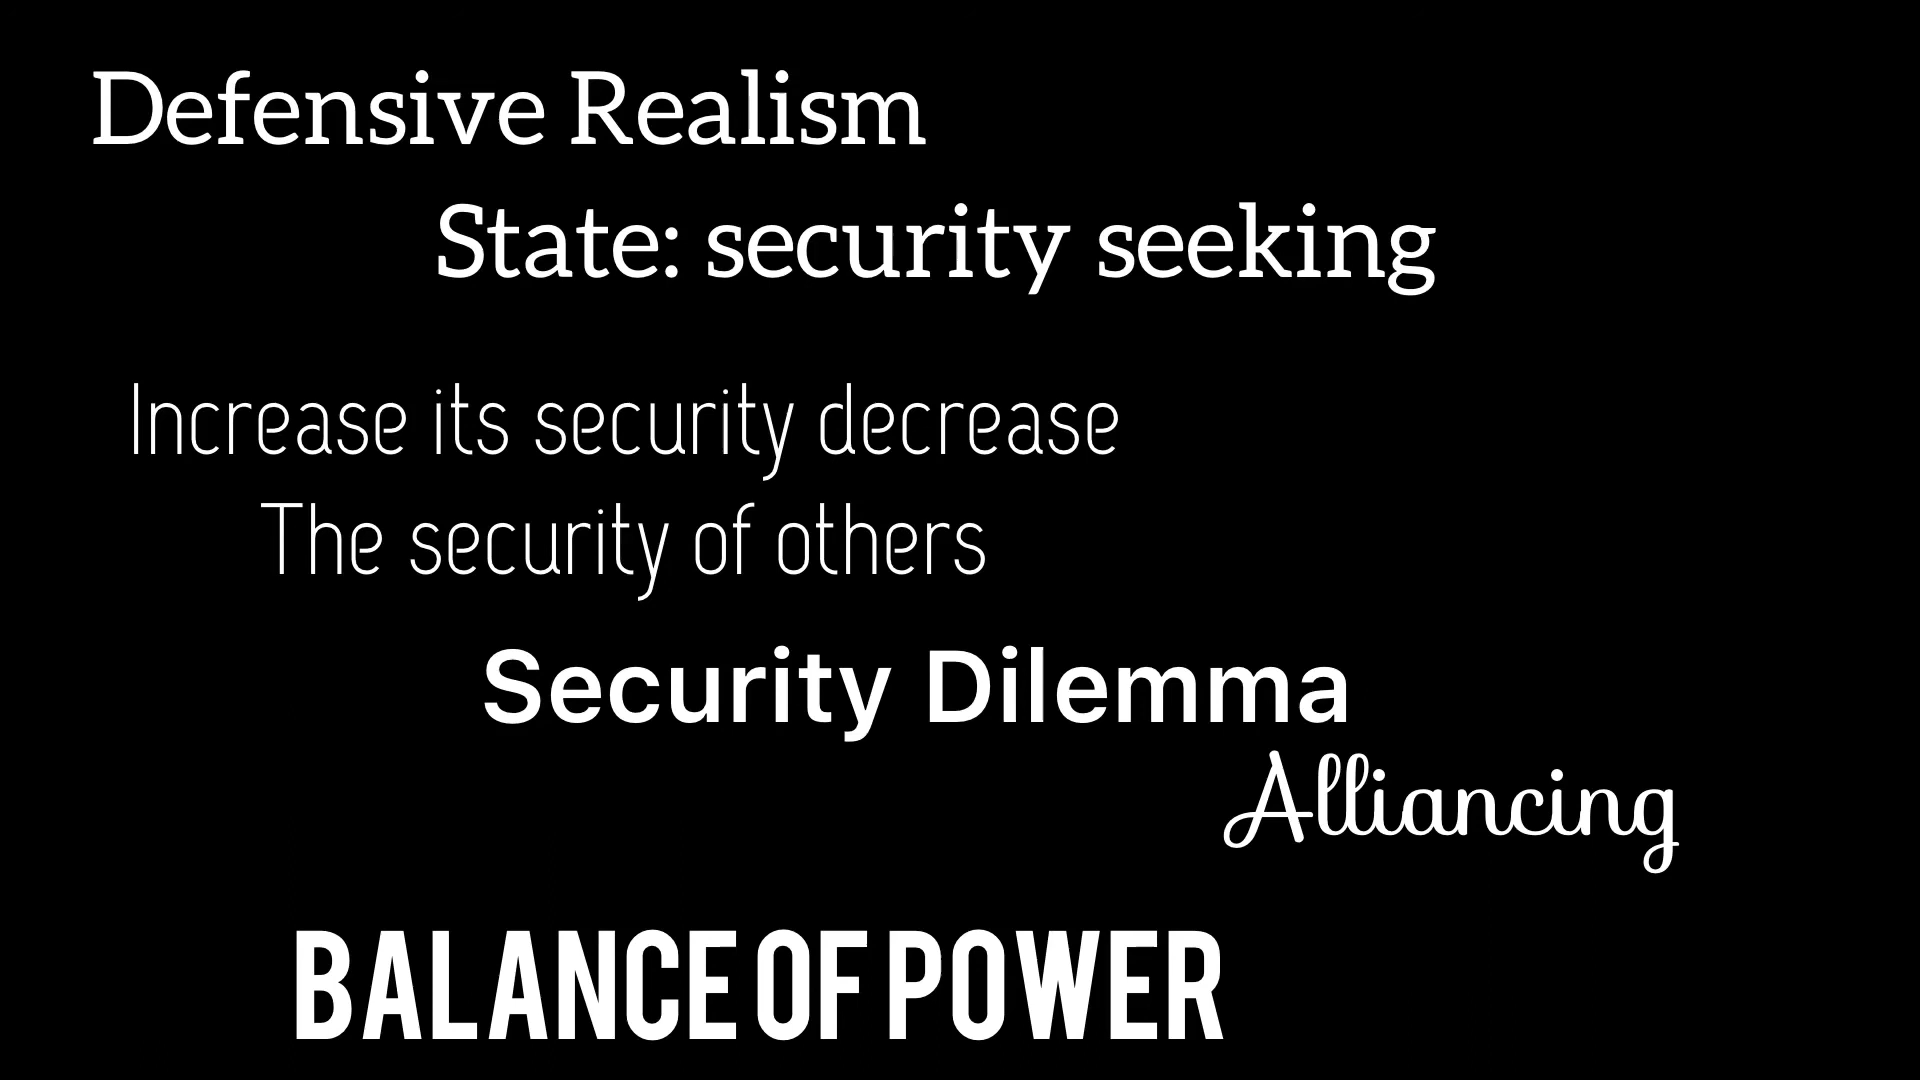 Defensive Realism
State: security seeking
Increase its security decrease
The security of others
Security Dilemma
Alliancing
BALANCE OF POWER